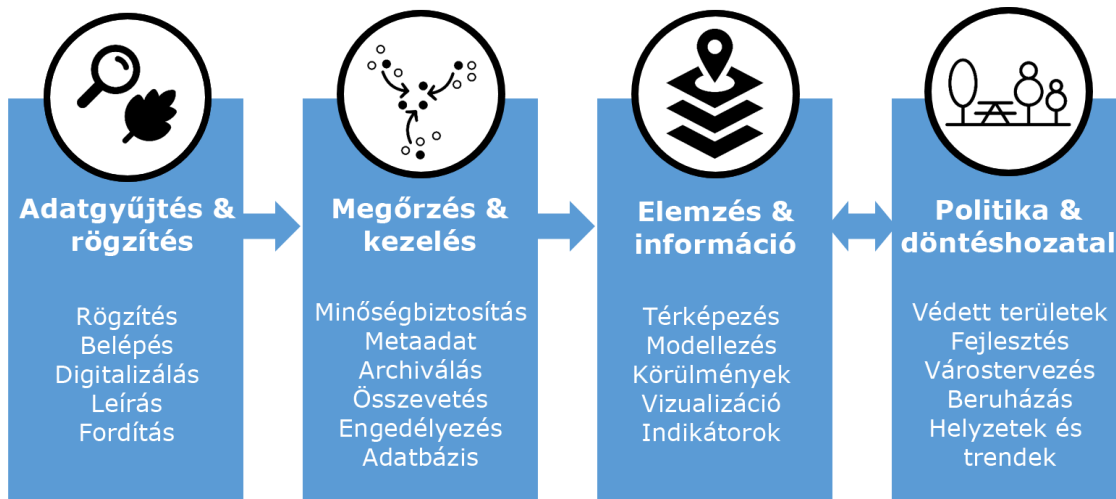 Adatgyűjtés &
rögzítés
Rögzítés
Belépés
Digitalizálás
Leírás
Fordítás
Megőrzés &
kezelés
Minőségbiztosítás
Metaadat
Archiválás
Összevetés
Engedélyezés
Adatbázis
Elemzés &
információ
Térképezés
Modellezés
Körülmények
Vizualizáció
Indikátorok
Politika &
döntéshozatal
Védett területek
Fejlesztés
Várostervezés
Beruházás
Helyzetek és
trendek